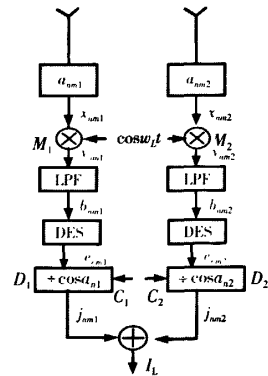 a_nm1 a_nm2
x_nm1 x_nm2
M_1 cosw_Lt M_2
LPF LPF
b_nm1 b_nm2
DES DES
D_1 ÷ cosa_n1 C_1 C_2 ÷ cosa_n2 D_2
j_nm1 j_nm2
I_L